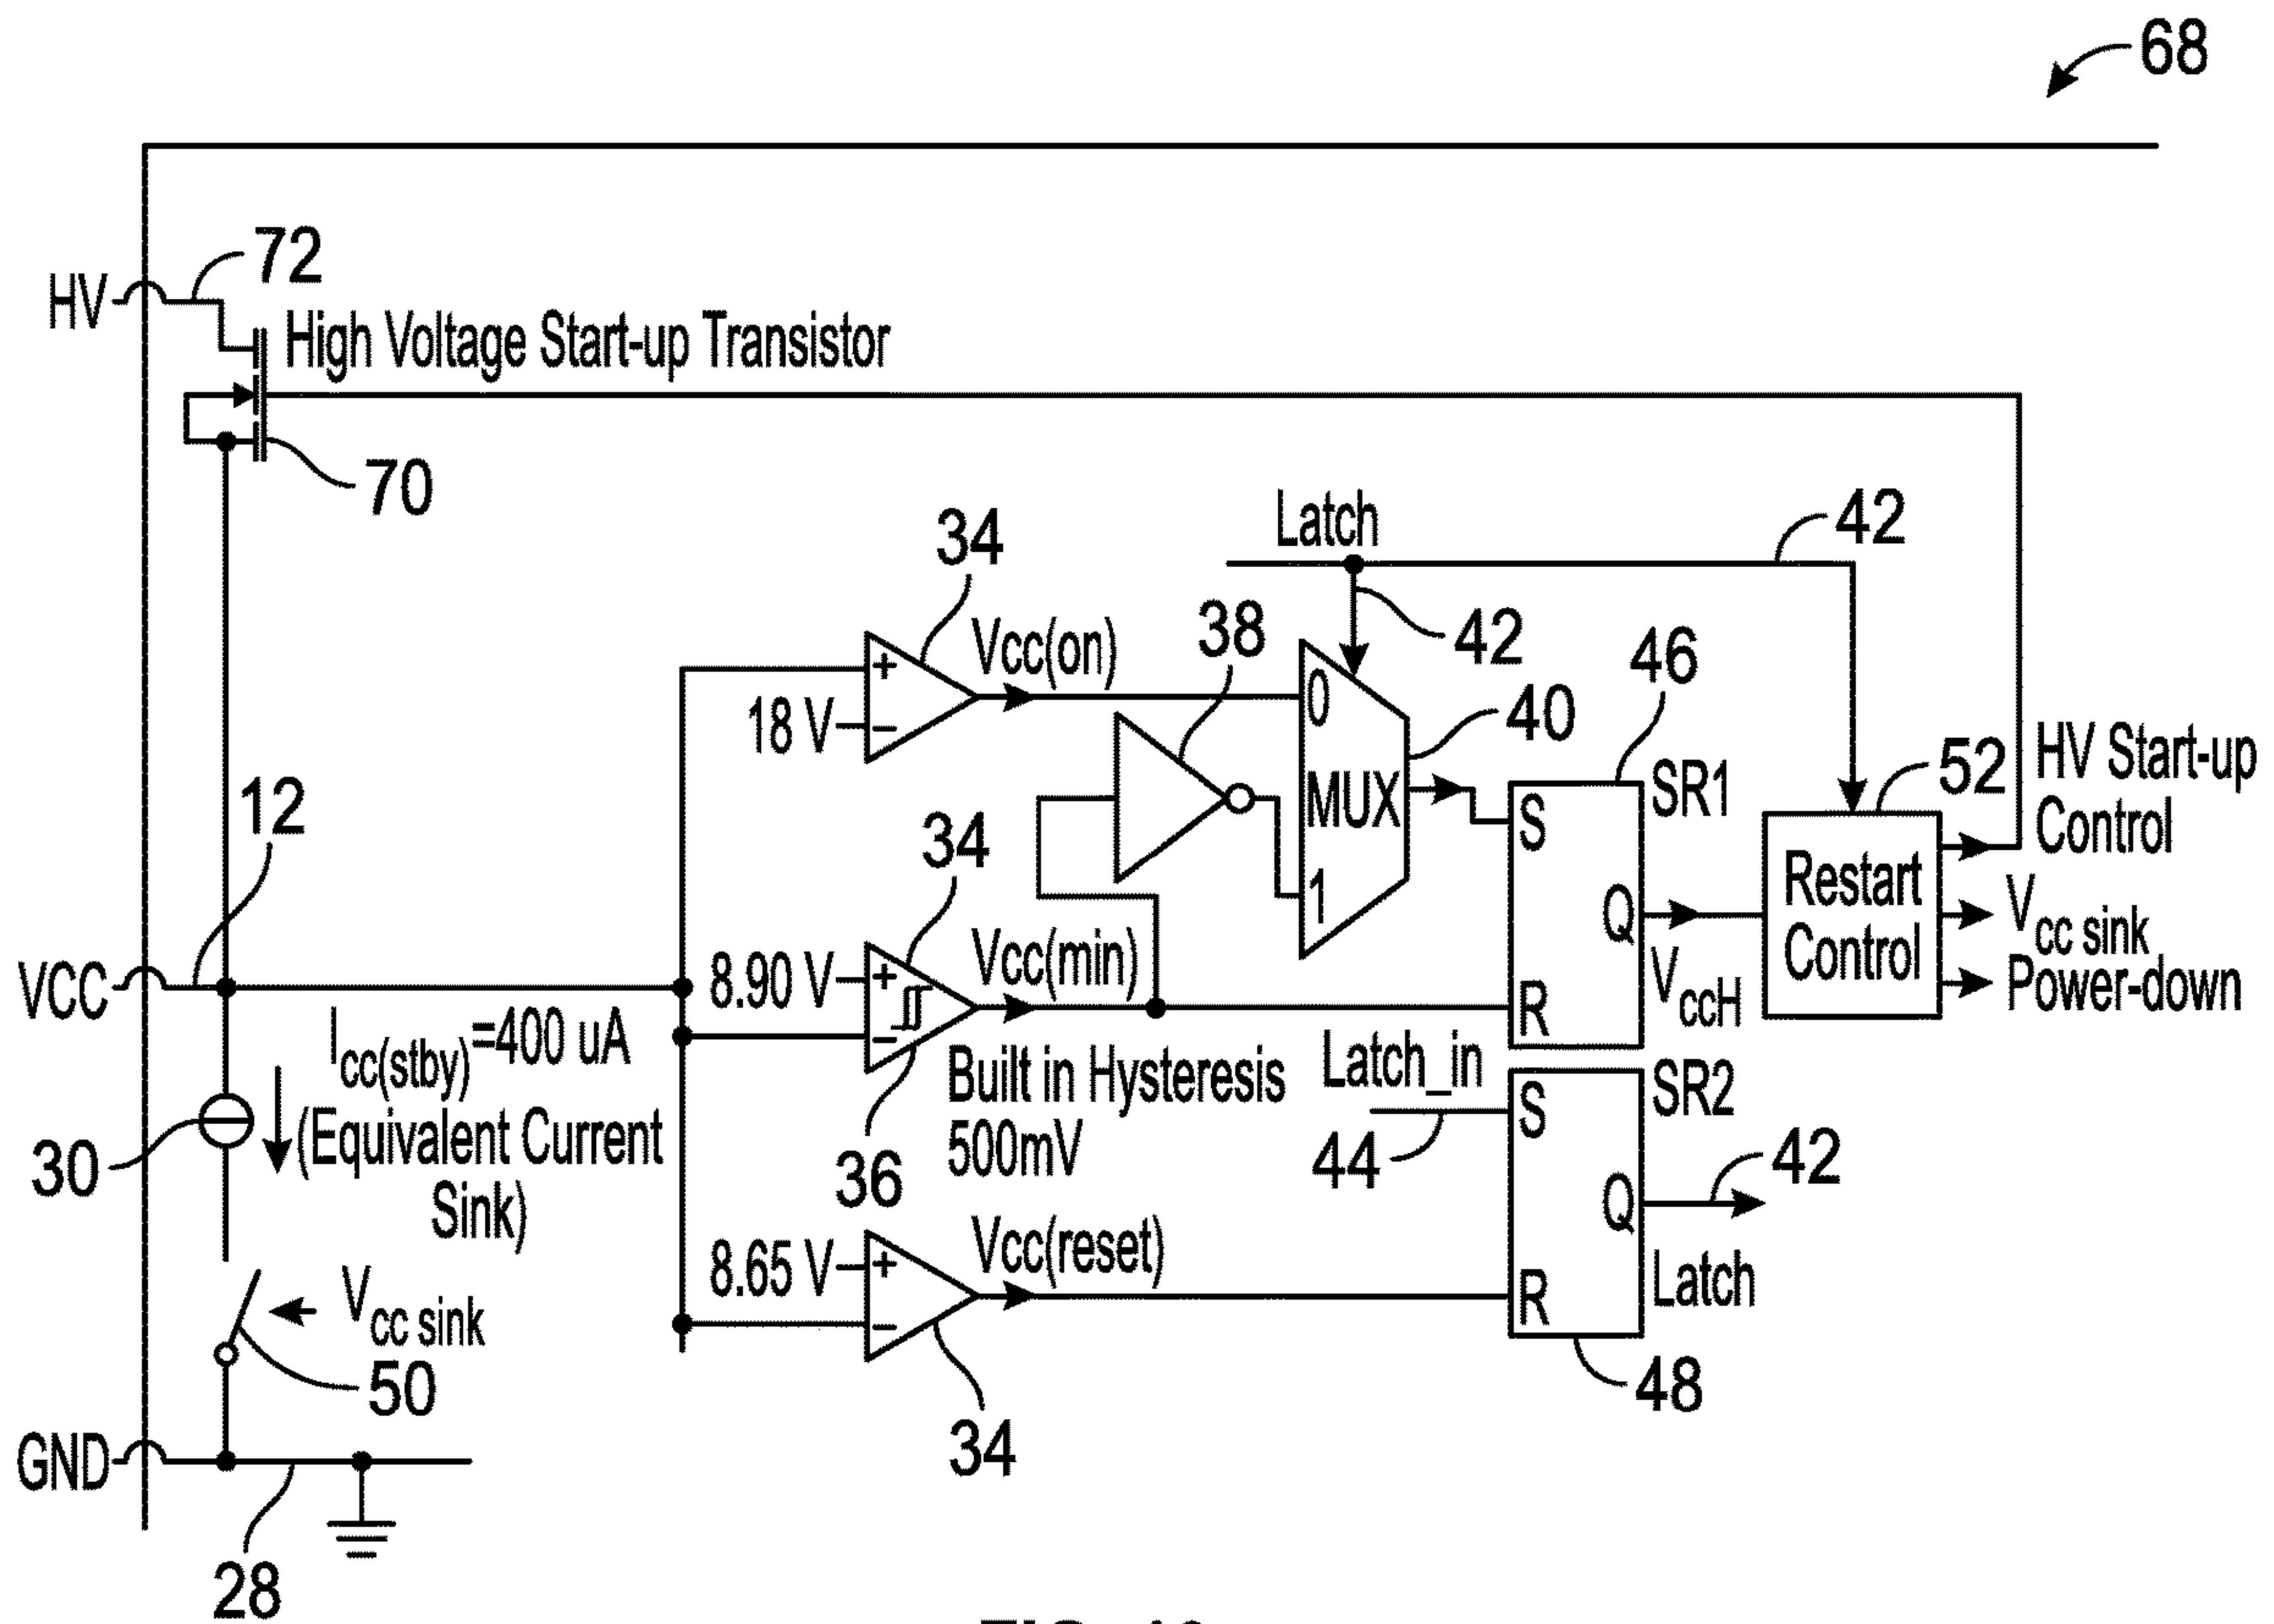 68
72
HV
High Voltage Start-up Transistor
70
Latch
42
34
Vcc(on)
38
42
46
+
0
18 V
−
40
SR1
HV Start-up
Control
52
12
MUX
S
34
Restart
Control
Q
1
Vcc sink
VCC
8.90 V
+
Vcc(min)
VccH
Power-down
Icc(stby)=400 uA
(Equivalent Current
Sink)
−
R
Built in Hysteresis
500mV
Latch_in
SR2
30
36
44
S
42
Q
8.65 V
+
Vcc(reset)
Latch
Vcc sink
−
R
50
48
34
GND
28